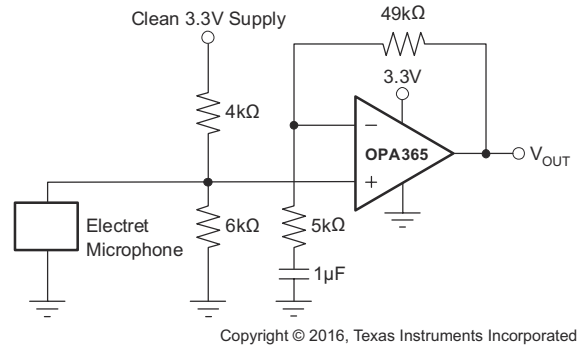 Clean 3.3V Supply
49kΩ
3.3V
4kΩ
−
OPA365
+
VOUT
Electret
Microphone
6kΩ
5kΩ
1µF
Copyright © 2016, Texas Instruments Incorporated